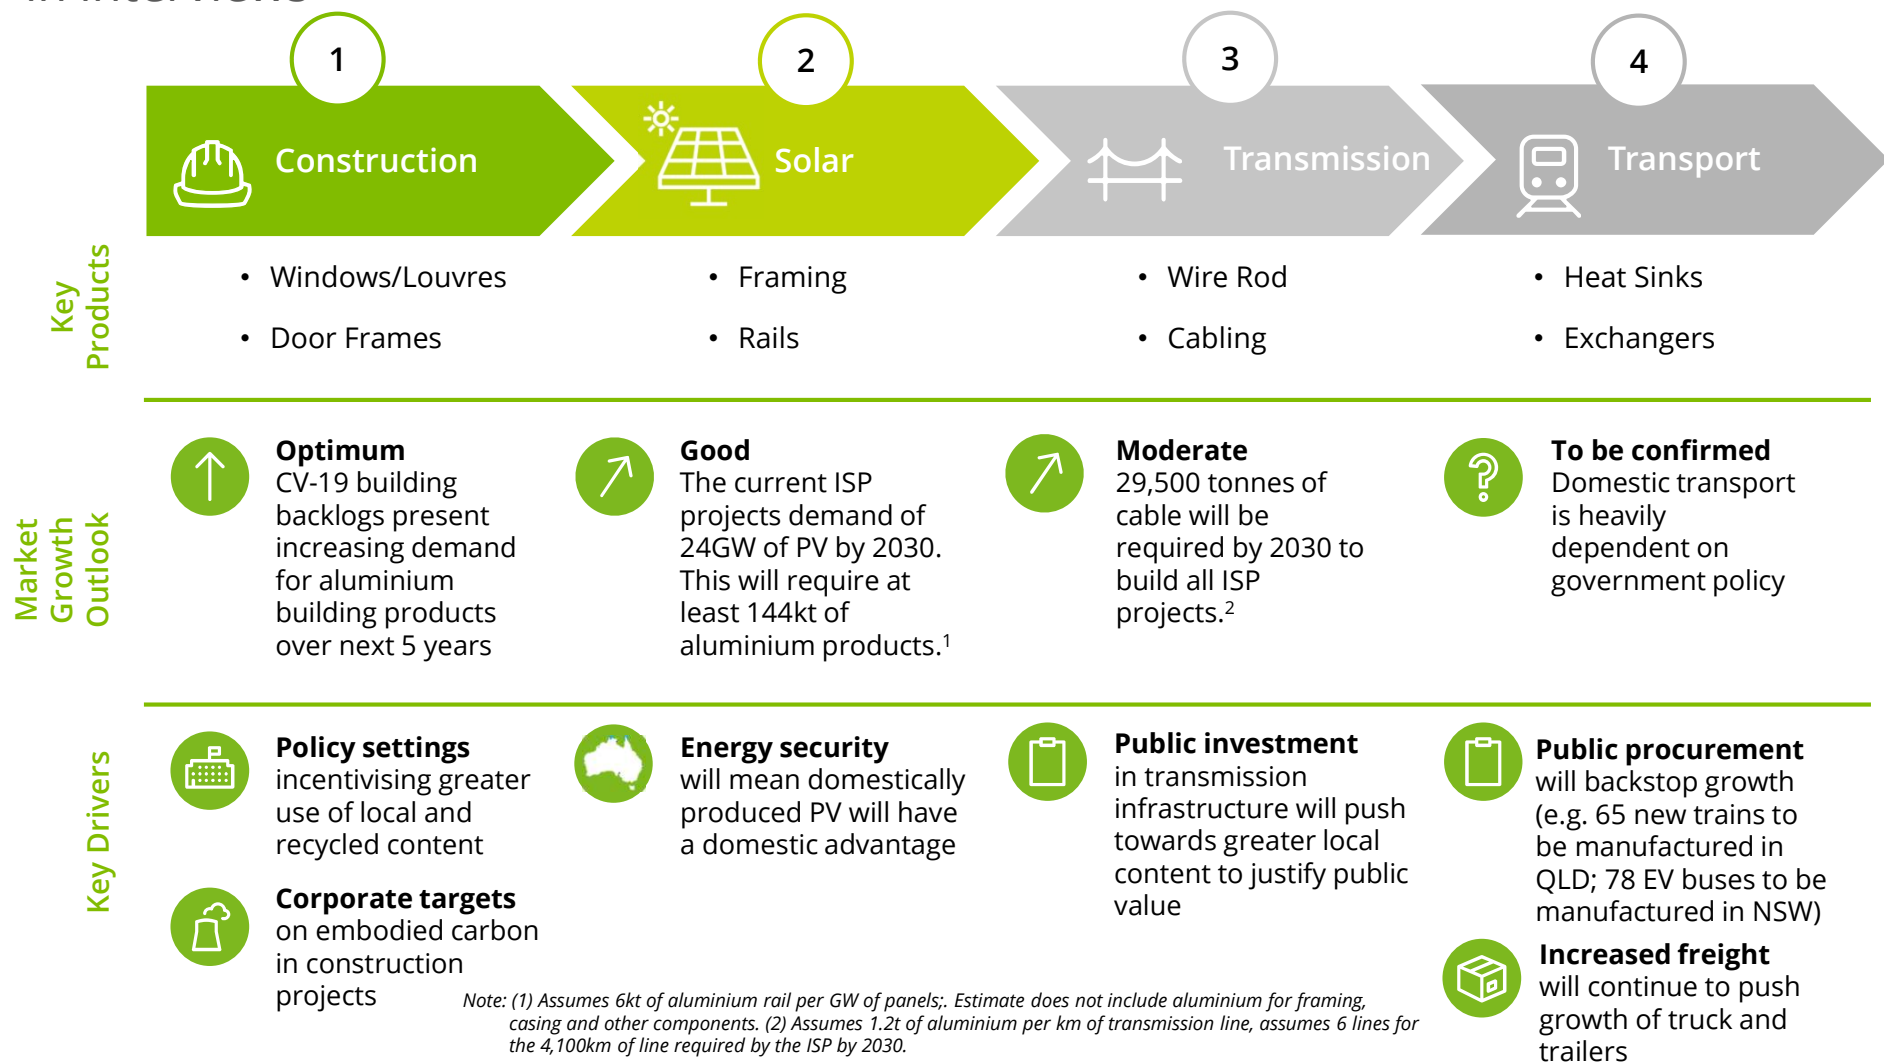 in interviews
1
2
3
4
Construction
Solar
Transmission
Transport
Key
Products
• Windows/Louvres
• Door Frames
• Framing
• Rails
• Wire Rod
• Cabling
• Heat Sinks
• Exchangers
Market
Growth
Outlook
Optimum
CV-19 building
backlogs present
increasing demand
for aluminium
building products
over next 5 years
Good
The current ISP
projects demand of
24GW of PV by 2030.
This will require at
least 144kt of
aluminium products.1
Moderate
29,500 tonnes of
cable will be
required by 2030 to
build all ISP
projects.2
To be confirmed
Domestic transport
is heavily
dependent on
government policy
Key Drivers
Policy settings
incentivising greater
use of local and
recycled content
Corporate targets
on embodied carbon
in construction
projects
Energy security
will mean domestically
produced PV will have
a domestic advantage
Public investment
in transmission
infrastructure will push
towards greater local
content to justify public
value
Public procurement
will backstop growth
(e.g. 65 new trains to
be manufactured in
QLD; 78 EV buses to be
manufactured in NSW)
Increased freight
will continue to push
growth of truck and
trailers
Note: (1) Assumes 6kt of aluminium rail per GW of panels;. Estimate does not include aluminium for framing,
casing and other components. (2) Assumes 1.2t of aluminium per km of transmission line, assumes 6 lines for
the 4,100km of line required by the ISP by 2030.